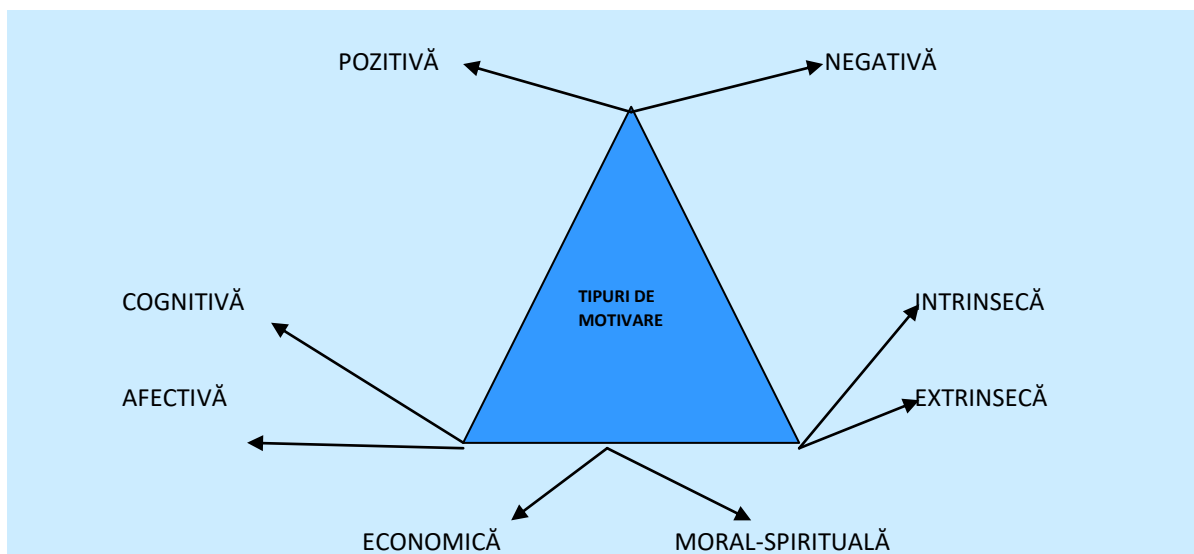 POZITIVĂ
NEGATIVĂ
COGNITIVĂ
TIPURI DE
MOTIVARE
INTRINSECĂ
AFECTIVĂ
EXTRINSECĂ
ECONOMICĂ
MORAL-SPIRITUALĂ